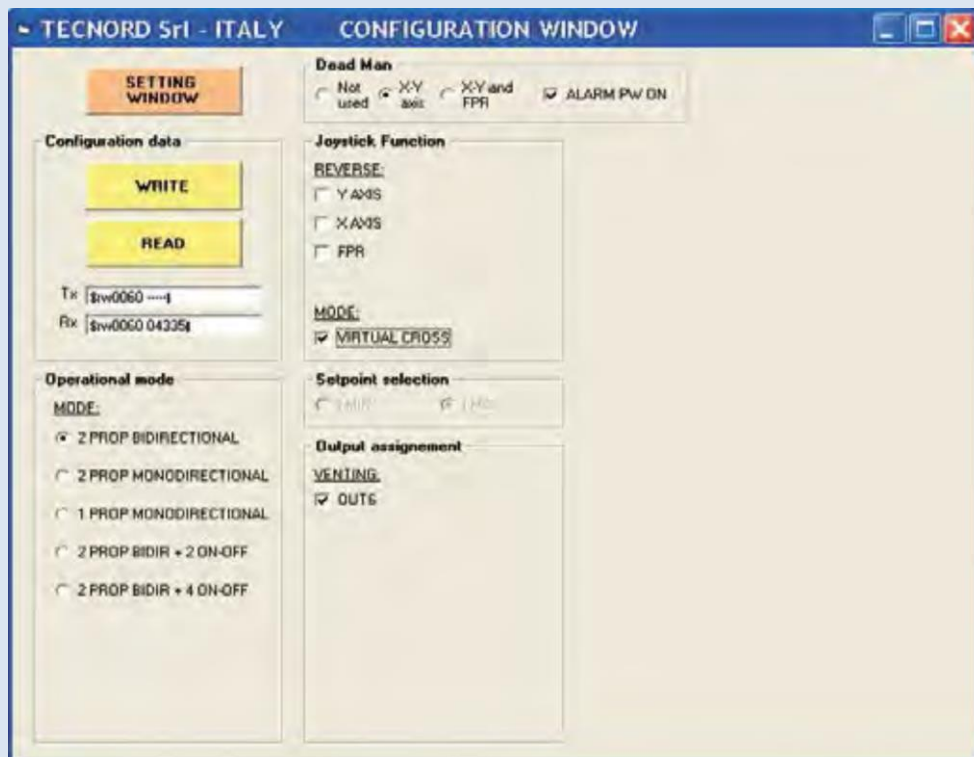 TECNORD Srl - ITALY CONFIGURATION WINDOW
SETTING
WINDOW
Dead Man
Not used
X-Y axis
X-Y and FPR
ALARM PW ON
Configuration data
WRITE
READ
Tx $rw0060
Rx $rw0060 04335
Joystick Function
REVERSE:
Y AXIS
X AXIS
FPR
MODE:
VIRTUAL CROSS
Operational mode
MODE:
2 PROP BIDIRECTIONAL
2 PROP MONODIRECTIONAL
1 PROP MONODIRECTIONAL
2 PROP BIDIR + 2 ON-OFF
2 PROP BIDIR + 4 ON-OFF
Setpoint selection
Output assignement
VENTING:
OUT6